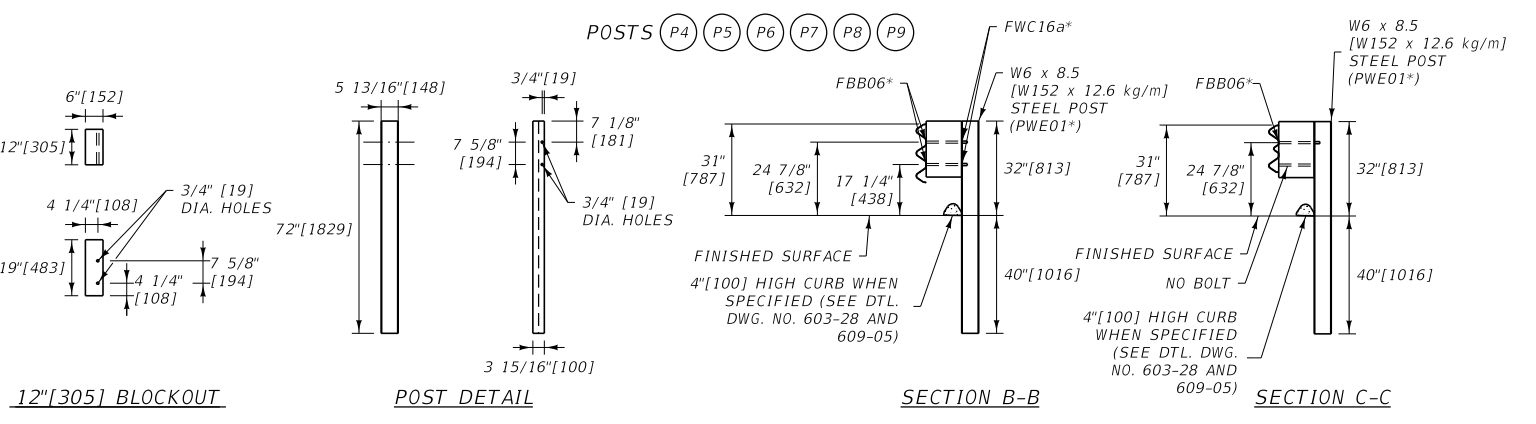 POSTS P4 P5 P6 P7 P8 P9
6"[152]
12"[305]
3/4" [19]
DIA. HOLES
4 1/4"[108]
19"[483]
7 5/8"
[194]
4 1/4"
[108]
12"[305] BLOCKOUT
5 13/16"[148]
72"[1829]
3/4"[19]
7 1/8"
[181]
7 5/8"
[194]
3/4" [19]
DIA. HOLES
3 15/16"[100]
POST DETAIL
FWC16a*
FBB06*
W6 x 8.5
[W152 x 12.6 kg/m]
STEEL POST
(PWE01*)
31"
[787]
24 7/8"
[632]
17 1/4"
[438]
32"[813]
FINISHED SURFACE
40"[1016]
4"[100] HIGH CURB WHEN
SPECIFIED (SEE DTL.
DWG. NO. 603-28 AND
609-05)
SECTION B-B
W6 x 8.5
[W152 x 12.6 kg/m]
STEEL POST
(PWE01*)
FBB06*
31"
[787]
24 7/8"
[632]
32"[813]
FINISHED SURFACE
NO BOLT
40"[1016]
4"[100] HIGH CURB
WHEN SPECIFIED
(SEE DTL. DWG.
NO. 603-28 AND
609-05)
SECTION C-C